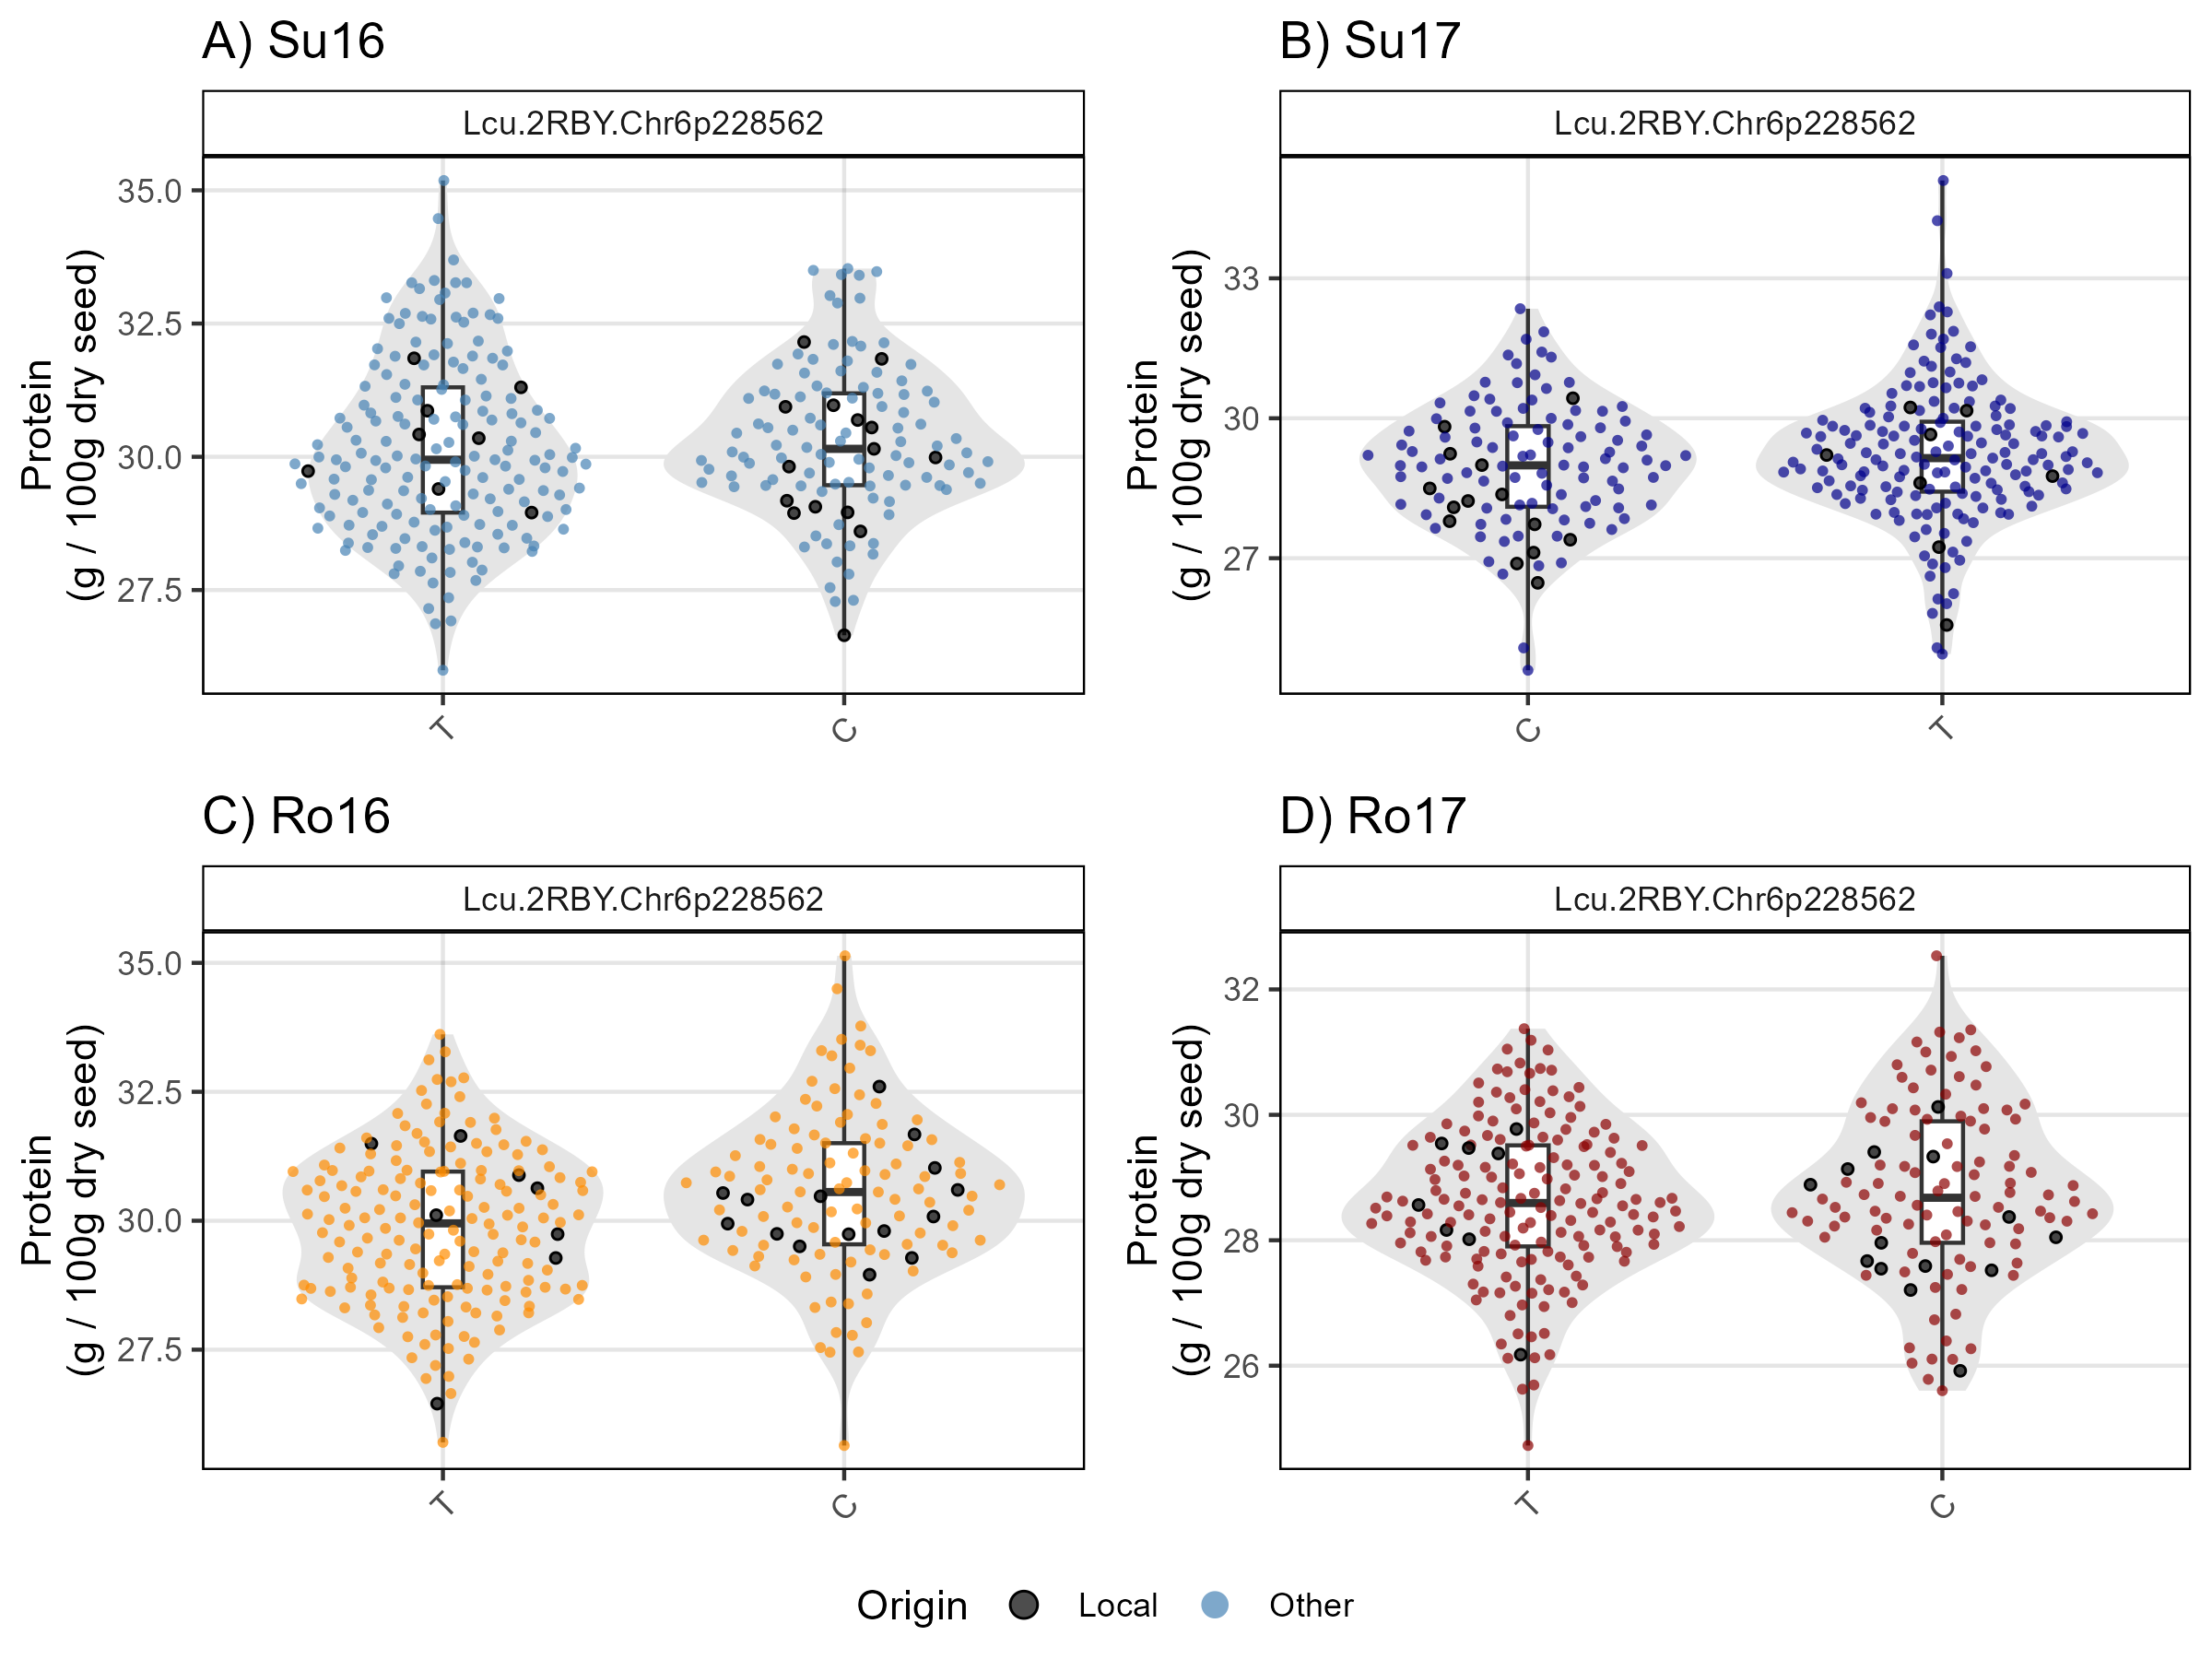 A) Su16
Lcu.2RBY.Chr6p228562
Protein
(g / 100g dry seed)
35.0
32.5
30.0
27.5
T
C
B) Su17
Lcu.2RBY.Chr6p228562
Protein
(g / 100g dry seed)
33
30
27
C
T
C) Ro16
Lcu.2RBY.Chr6p228562
Protein
(g / 100g dry seed)
35.0
32.5
30.0
27.5
T
C
D) Ro17
Lcu.2RBY.Chr6p228562
Protein
(g / 100g dry seed)
32
30
28
26
T
C
Origin Local Other